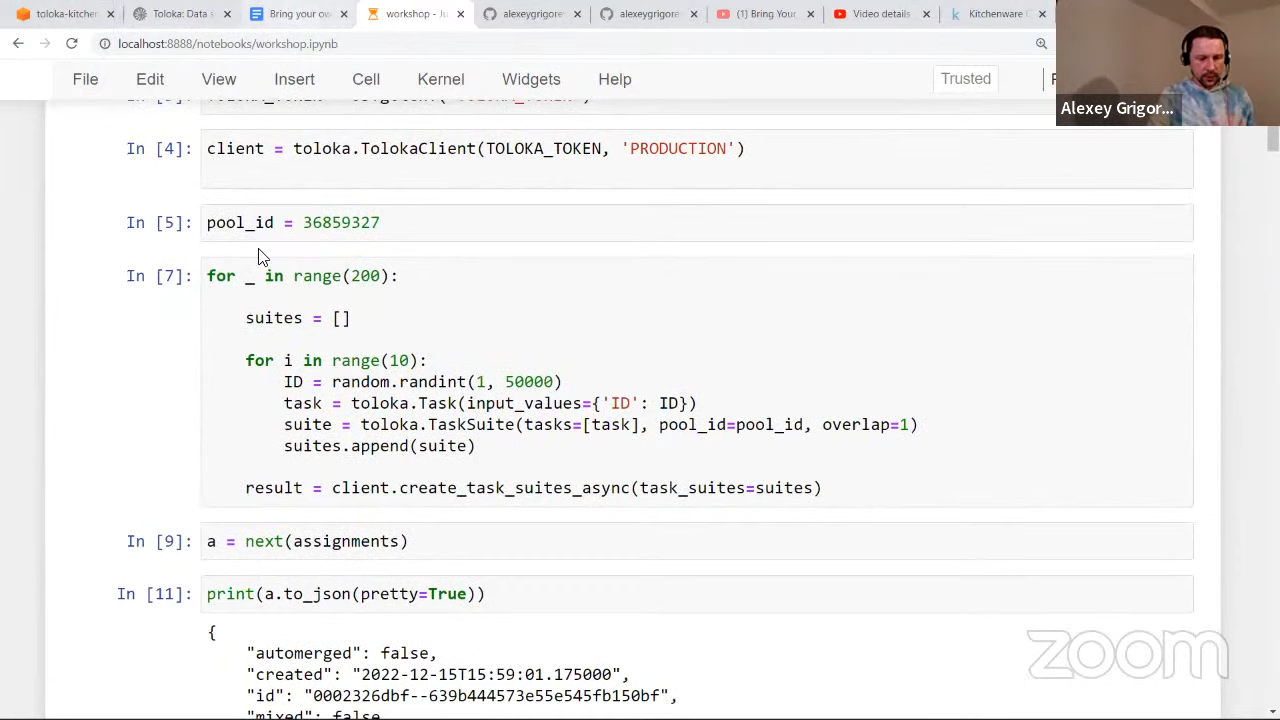 toloka-kitchen
Toloka: Data s
Bring your ow
workshop - Ju
alexeygrigore
alexeygrigore
(1) Bring Your
Video details
Kitchenware C
localhost:8888/notebooks/workshop.ipynb
File Edit View Insert Cell Kernel Widgets Help Trusted
Alexey Grigor...
In [4]: client = toloka.TolokaClient(TOLOKA_TOKEN, 'PRODUCTION')
In [5]: pool_id = 36859327
In [7]: for _ in range(200):
suites = []
for i in range(10):
ID = random.randint(1, 50000)
task = toloka.Task(input_values={'ID': ID})
suite = toloka.TaskSuite(tasks=[task], pool_id=pool_id, overlap=1)
suites.append(suite)
result = client.create_task_suites_async(task_suites=suites)
In [9]: a = next(assignments)
In [11]: print(a.to_json(pretty=True))
{
"automerged": false,
"created": "2022-12-15T15:59:01.175000",
"id": "0002326dbf--639b444573e55e545fb150bf",
"mixed": false,
zoom